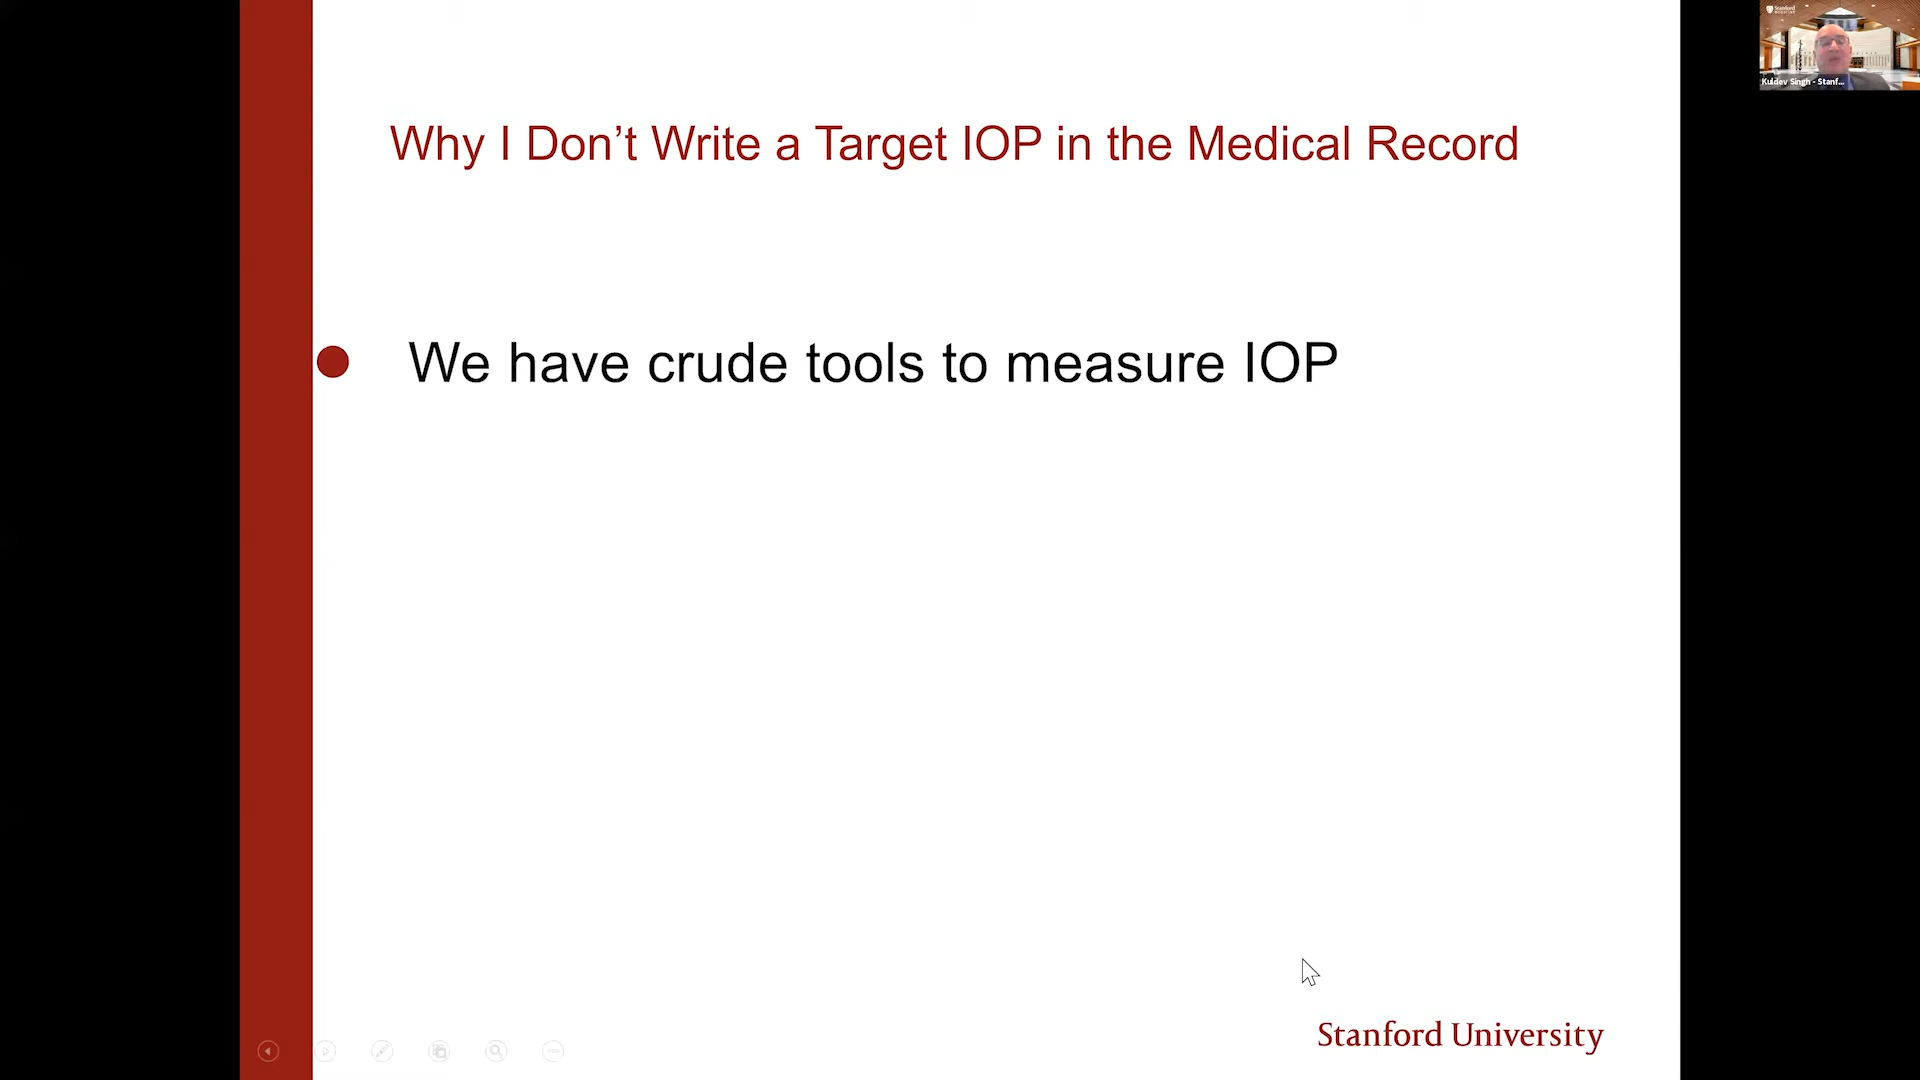 Why I Don’t Write a Target IOP in the Medical Record
We have crude tools to measure IOP
Stanford University
Stanford
Kuldev Singh - Stanf...